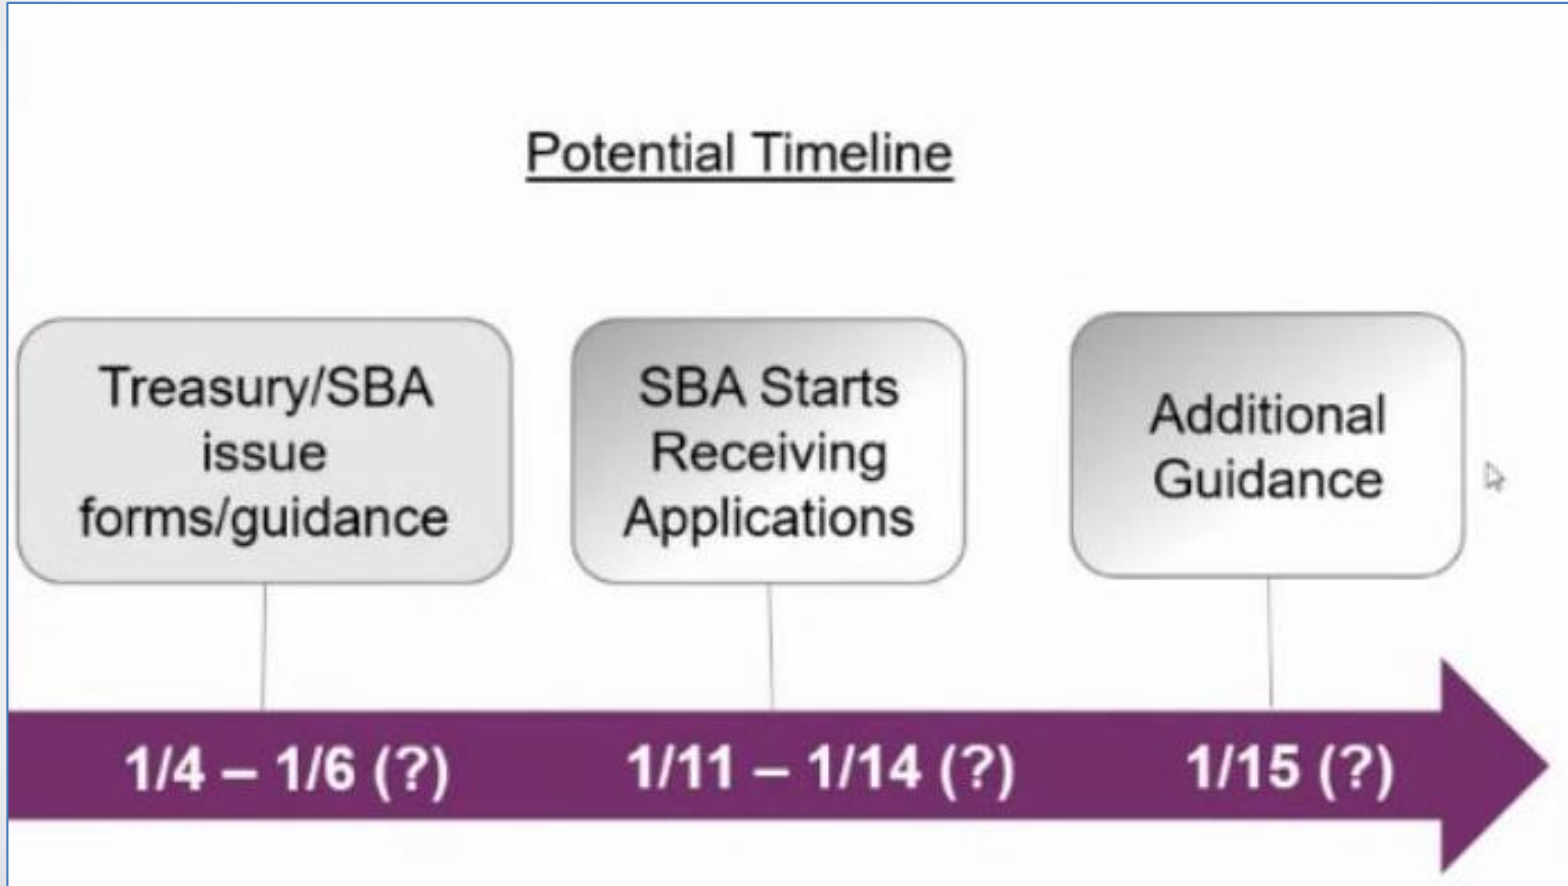 Potential Timeline
Treasury/SBA
issue
forms/guidance
SBA Starts
Receiving
Applications
Additional
Guidance
1/4 – 1/6 (?)
1/11 – 1/14 (?)
1/15 (?)